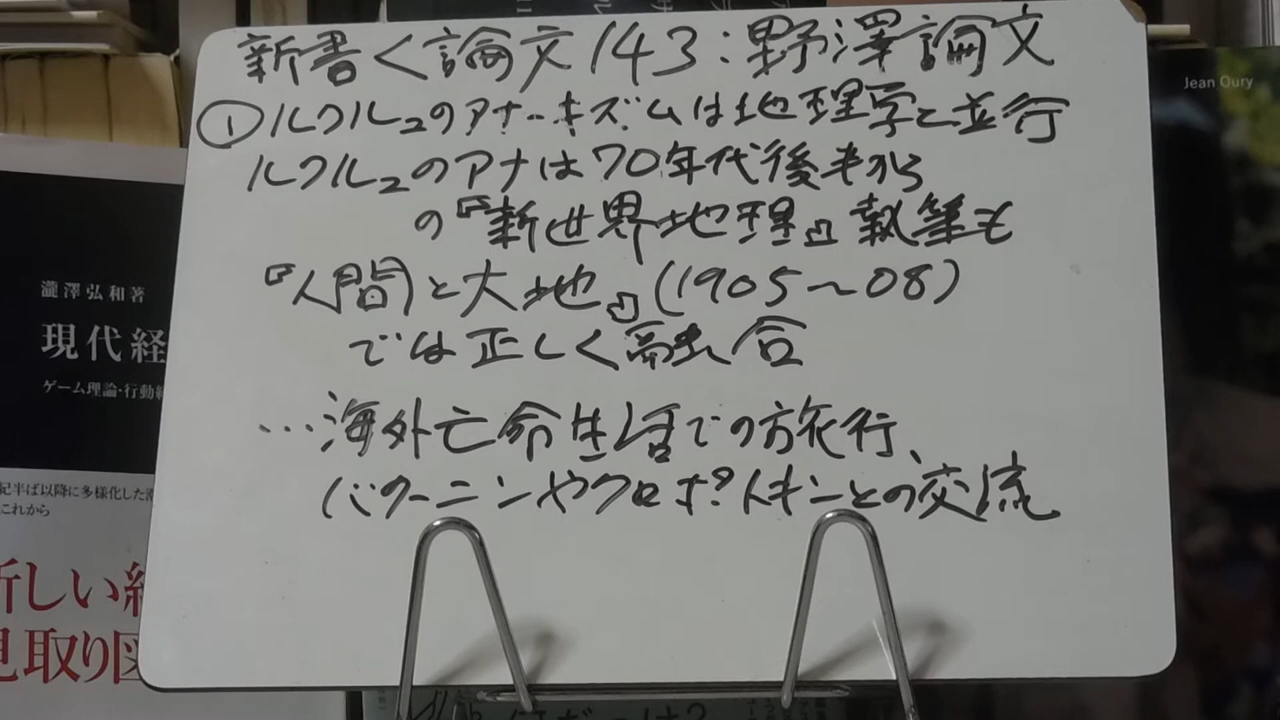 新書く論文143:野澤論文
①ルクルュのアナーキズムは地理学と並行
ルクルュのアナは70年代後半から
の『新世界地理』執筆も
『人間と大地』(1905〜08)
では正しく融合
…海外亡命生活での旅行、
バクーニンやクロポトキンとの交流
Jean Oury
瀧澤弘和著
現代経
ゲーム理論・行動
紀半ば以降に多様化した
これから
新しい経
見取り図